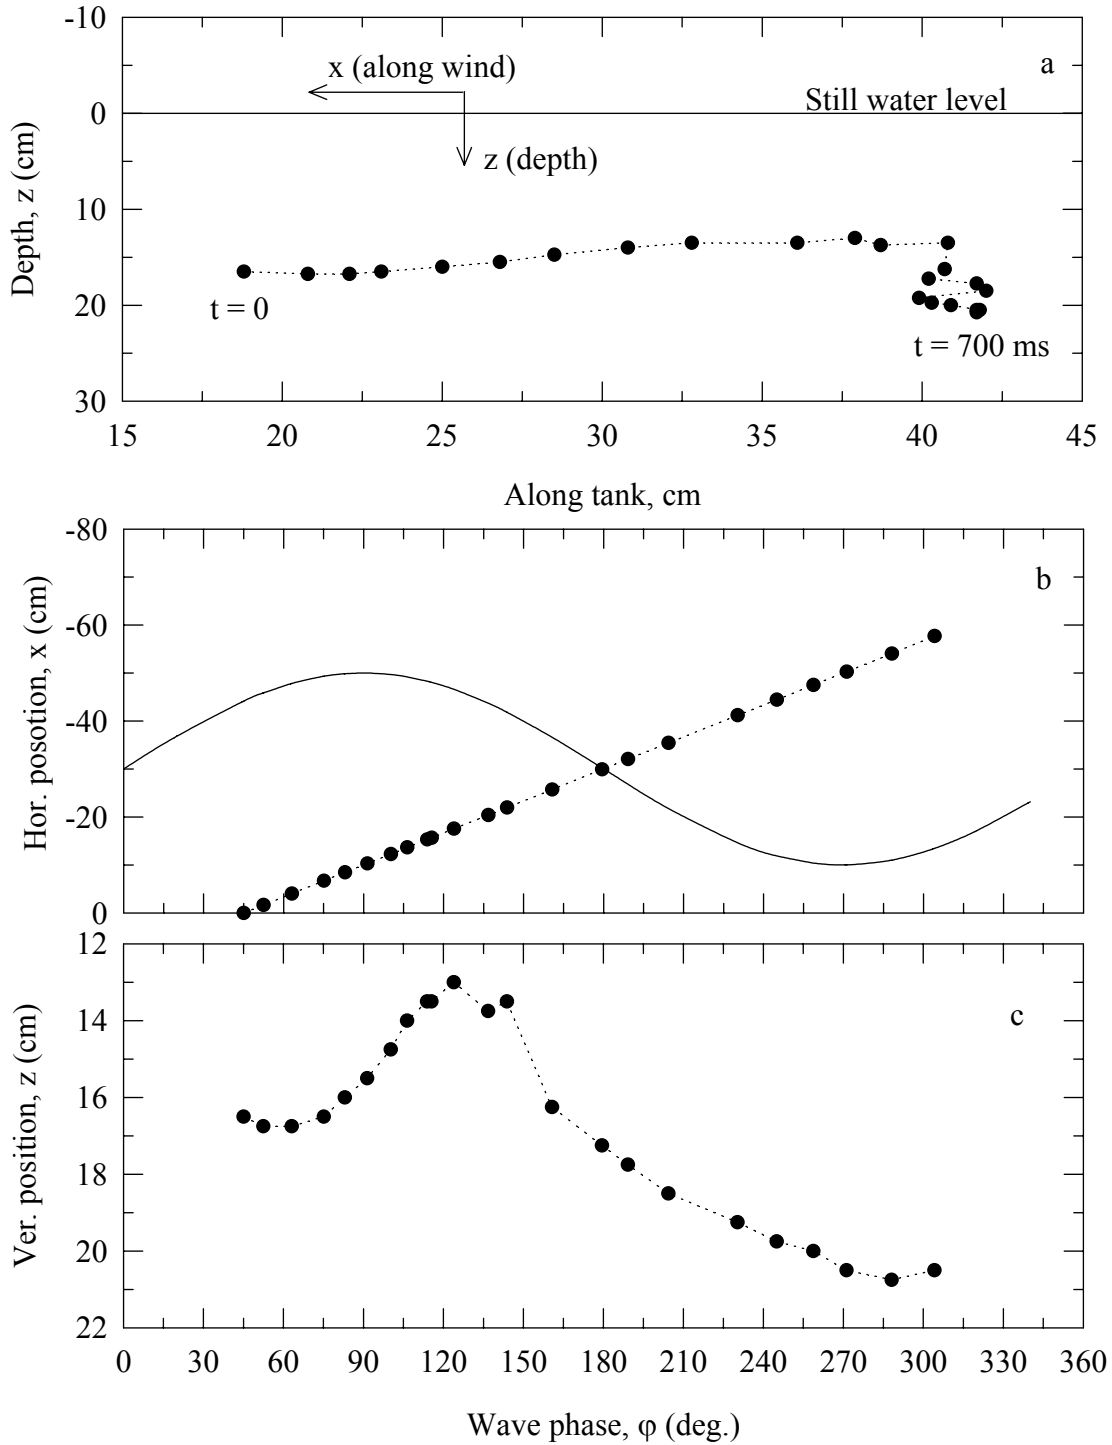 -10
a
x (along wind)
Still water level
0
z (depth)
10
20
t = 0
t = 700 ms
30
Depth, z (cm)
15 20 25 30 35 40 45
Along tank, cm
-80
b
-60
-40
-20
0
Hor. posotion, x (cm)
12
c
14
16
18
20
22
Ver. position, z (cm)
0 30 60 90 120 150 180 210 240 270 300 330 360
Wave phase, φ (deg.)